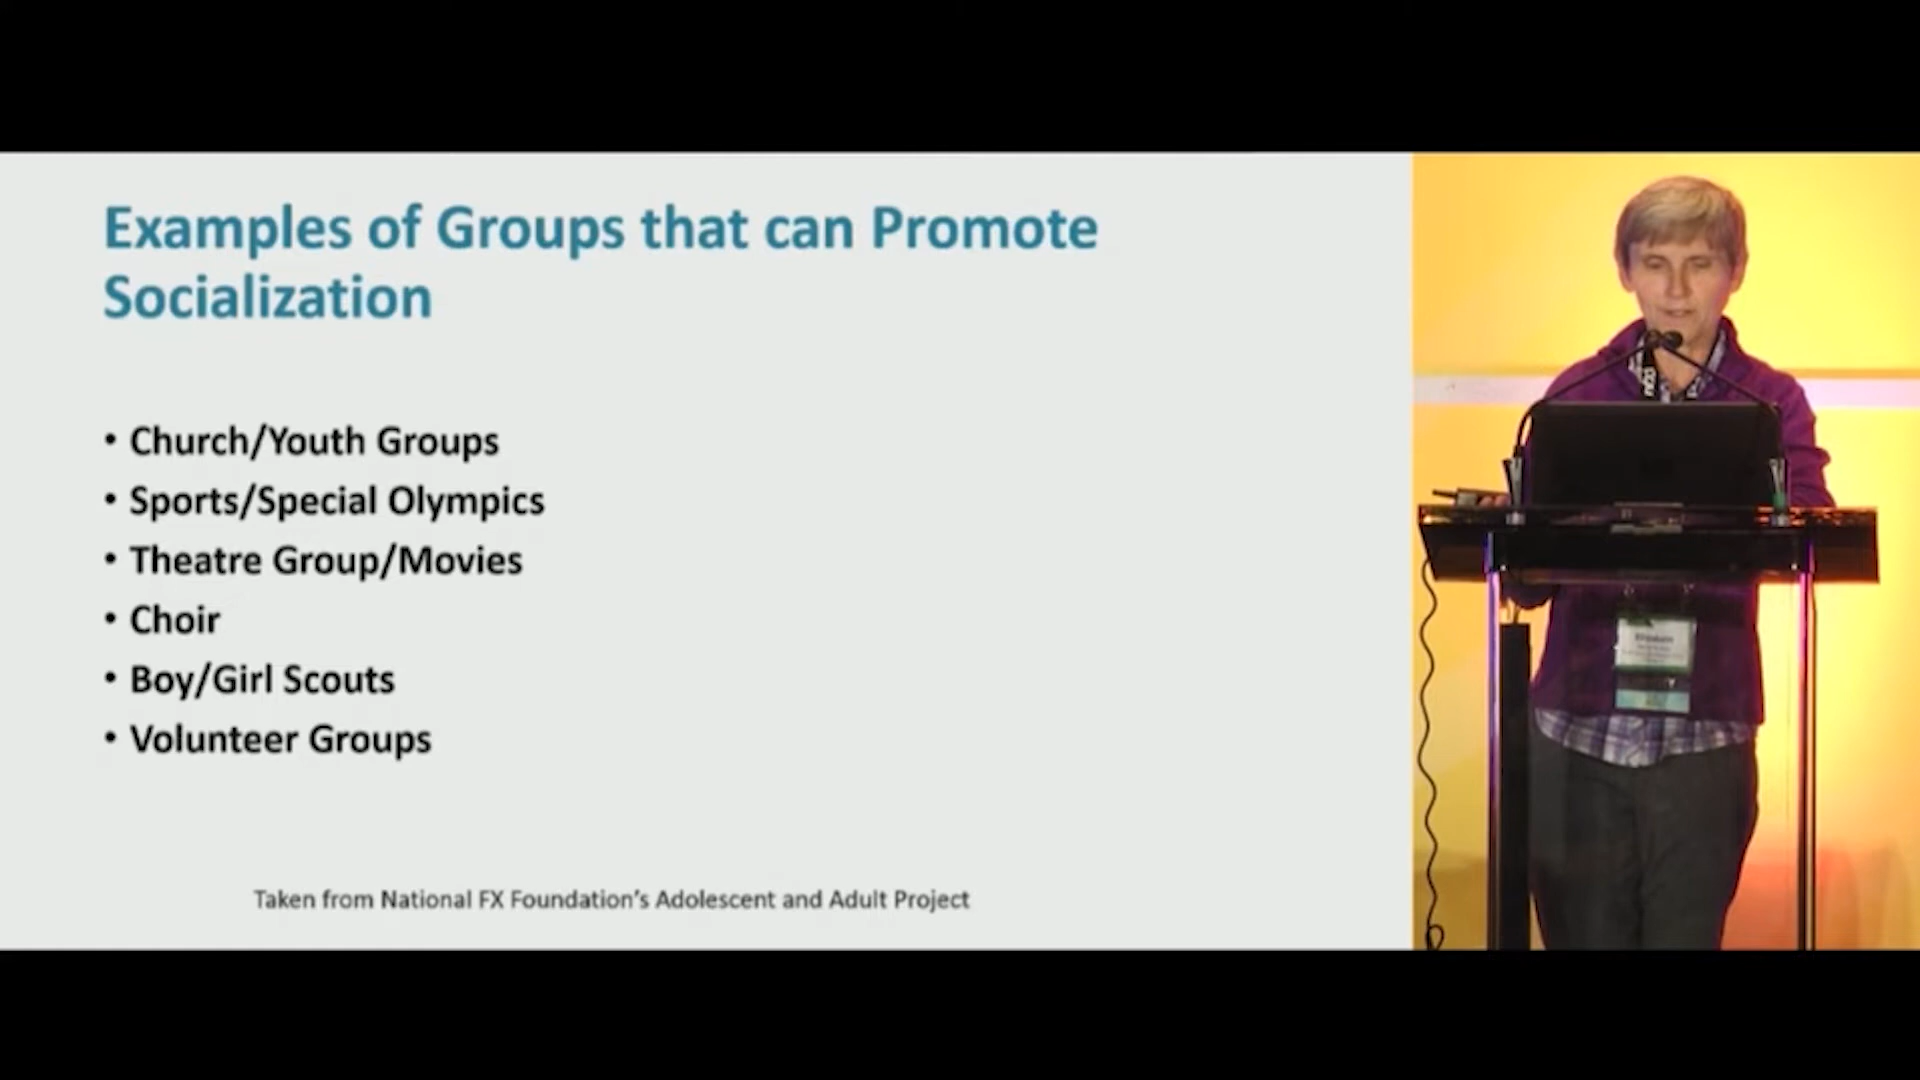 Examples of Groups that can Promote
Socialization
• Church/Youth Groups
• Sports/Special Olympics
• Theatre Group/Movies
• Choir
• Boy/Girl Scouts
• Volunteer Groups
Taken from National FX Foundation's Adolescent and Adult Project